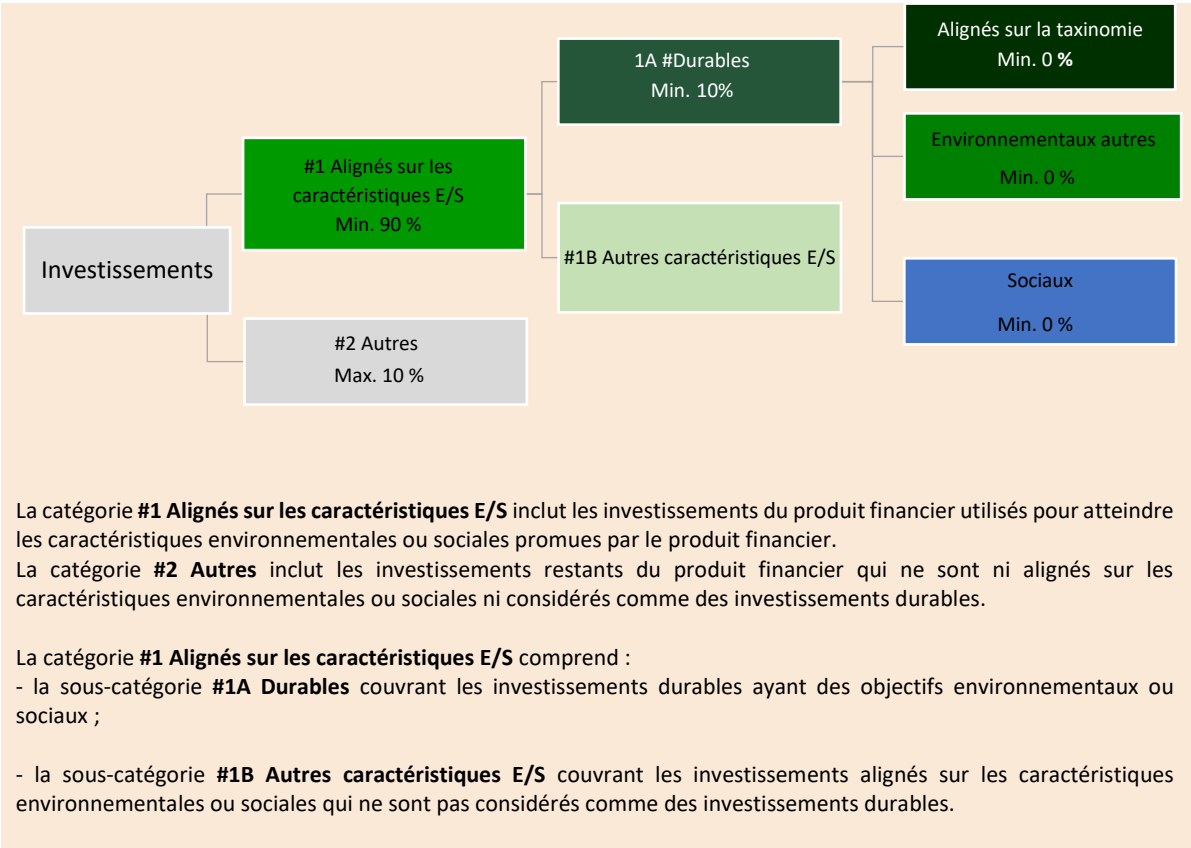 Alignés sur la taxinomie
Min. 0 %
1A #Durables
Min. 10%
Environnementaux autres
Min. 0 %
#1 Alignés sur les
caractéristiques E/S
Min. 90 %
#1B Autres caractéristiques E/S
Investissements
Sociaux
Min. 0 %
#2 Autres
Max. 10 %
La catégorie #1 Alignés sur les caractéristiques E/S inclut les investissements du produit financier utilisés pour atteindre
les caractéristiques environnementales ou sociales promues par le produit financier.
La catégorie #2 Autres inclut les investissements restants du produit financier qui ne sont ni alignés sur les
caractéristiques environnementales ou sociales ni considérés comme des investissements durables.
La catégorie #1 Alignés sur les caractéristiques E/S comprend :
- la sous-catégorie #1A Durables couvrant les investissements durables ayant des objectifs environnementaux ou
sociaux ;
- la sous-catégorie #1B Autres caractéristiques E/S couvrant les investissements alignés sur les caractéristiques
environnementales ou sociales qui ne sont pas considérés comme des investissements durables.